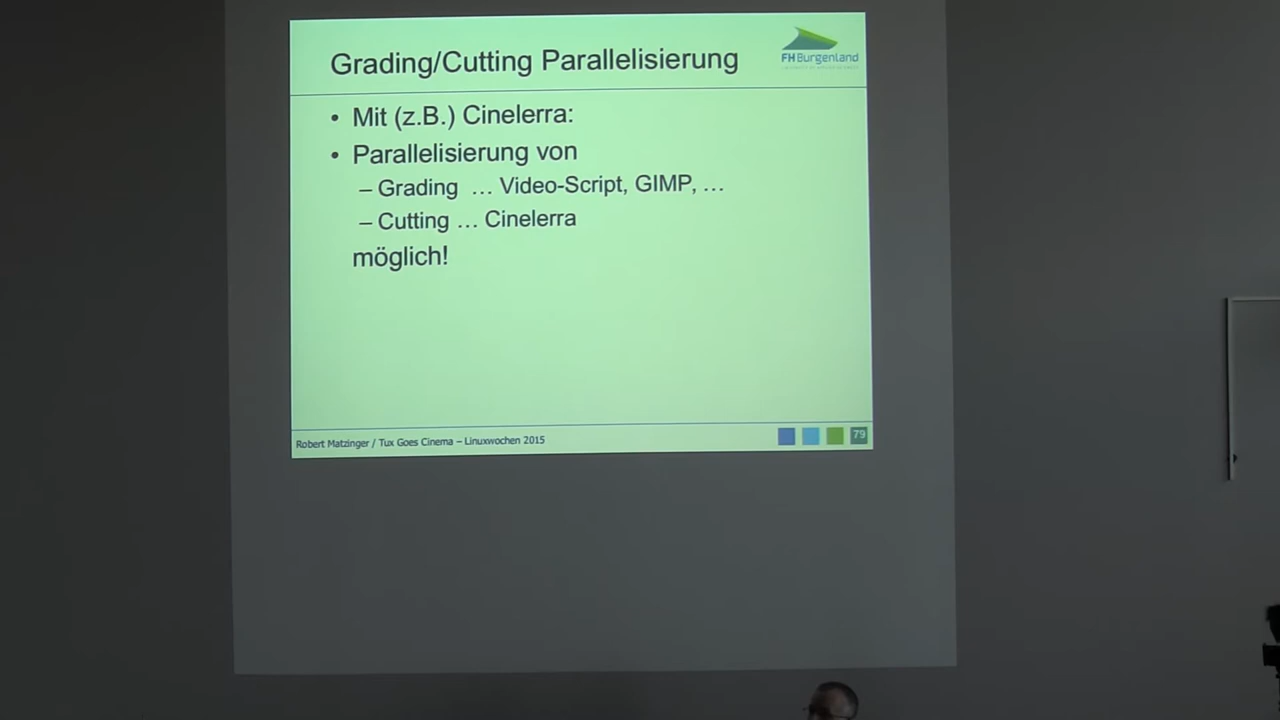 Grading/Cutting Parallelisierung
FH Burgenland
• Mit (z.B.) Cinelerra:
• Parallelisierung von
– Grading … Video-Script, GIMP, …
– Cutting … Cinelerra
möglich!
Robert Matzinger / Tux Goes Cinema – Linuxwochen 2015
79